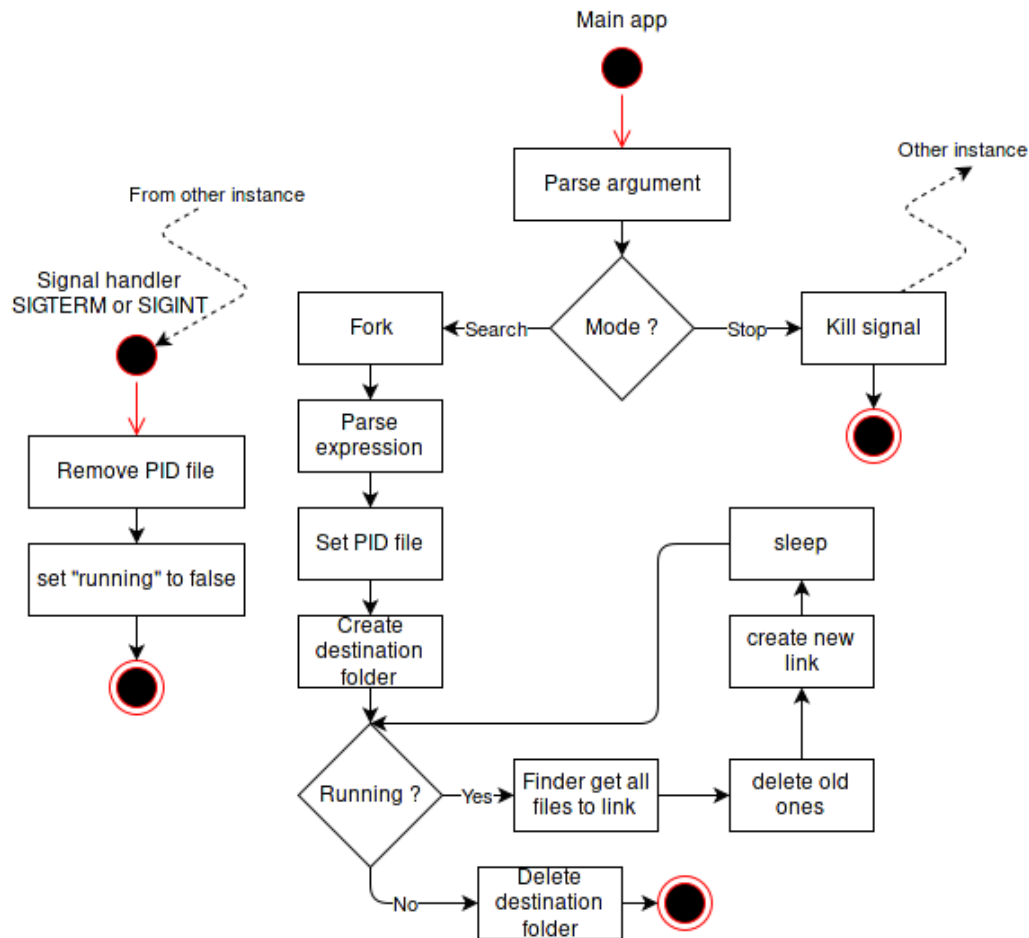 Main app
Parse argument
Other instance
From other instance
Signal handler
SIGTERM or SIGINT
Fork
Search
Mode ?
Stop
Kill signal
Parse
expression
Remove PID file
Set PID file
sleep
set "running" to false
Create
destination
folder
create new
link
Running ?
Yes
Finder get all
files to link
delete old
ones
No
Delete
destination
folder